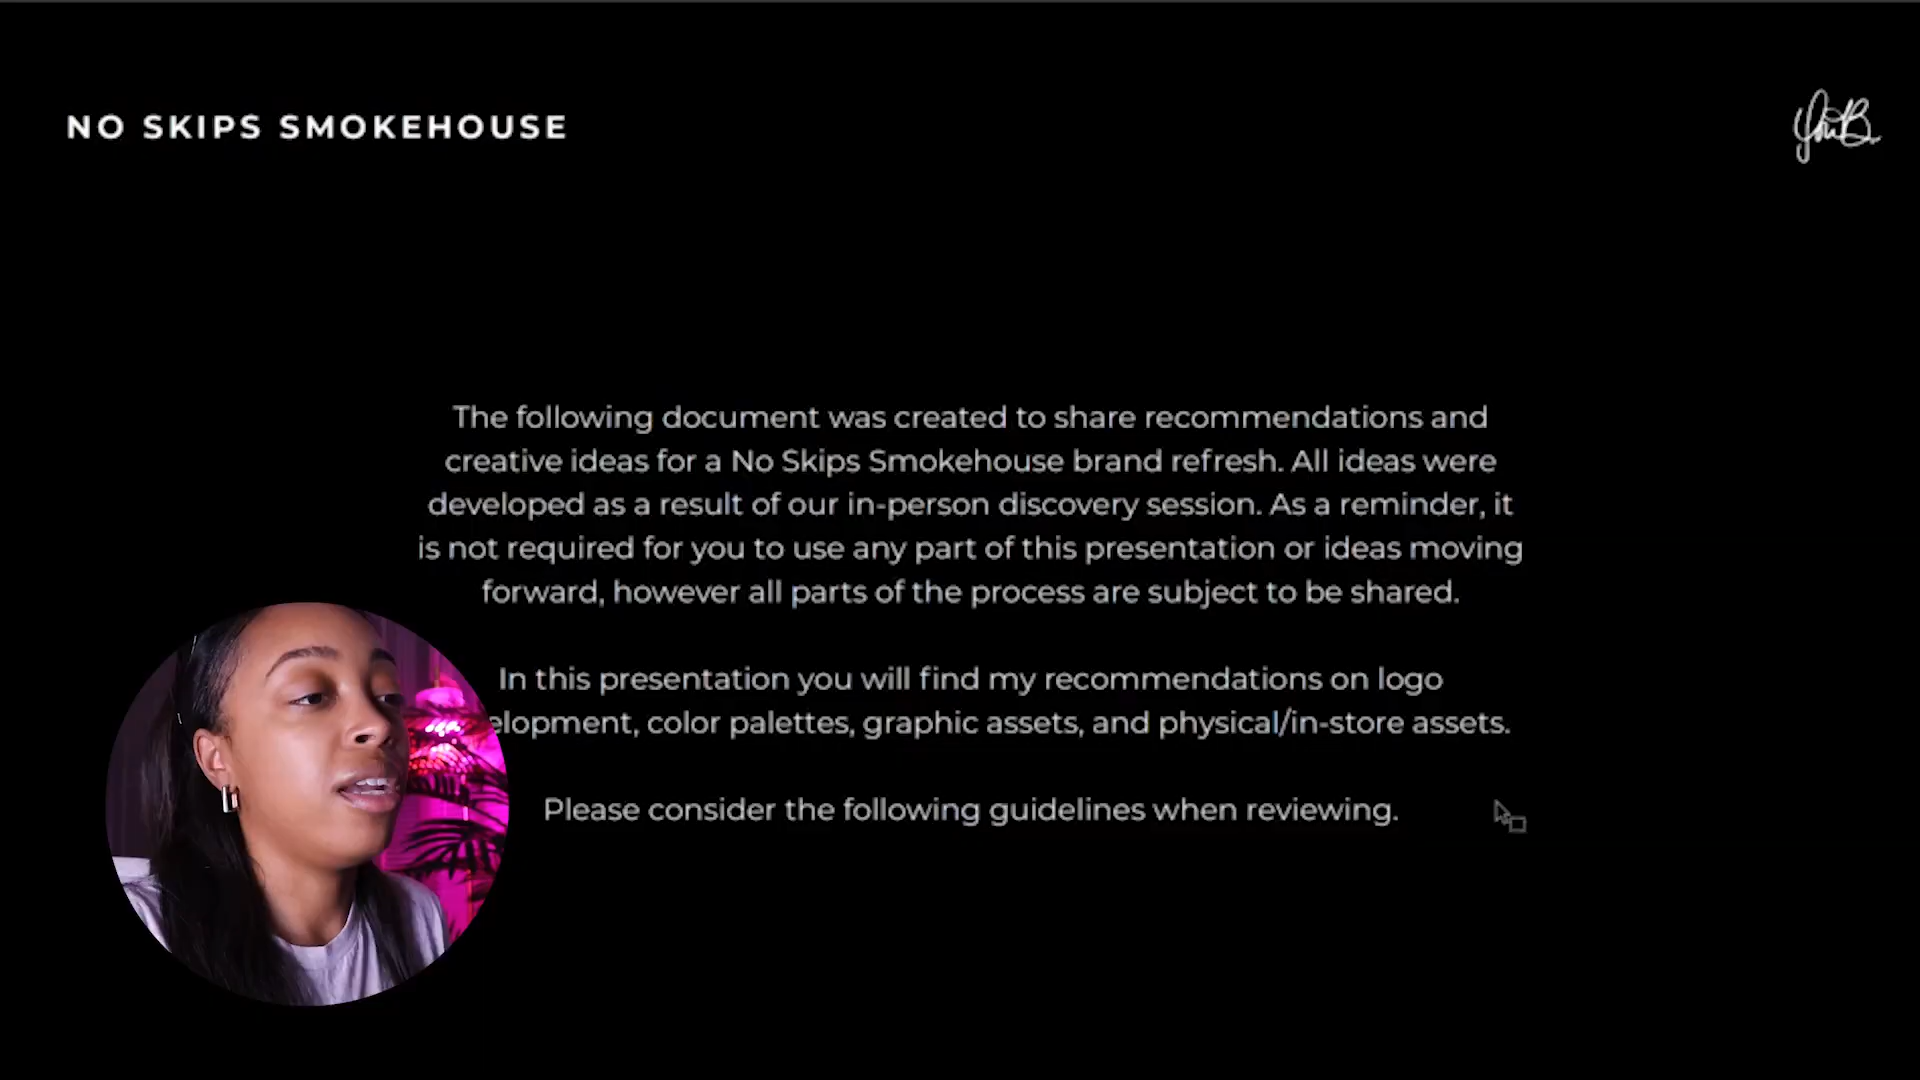 NO SKIPS SMOKEHOUSE
The following document was created to share recommendations and
creative ideas for a No Skips Smokehouse brand refresh. All ideas were
developed as a result of our in-person discovery session. As a reminder, it
is not required for you to use any part of this presentation or ideas moving
forward, however all parts of the process are subject to be shared.
In this presentation you will find my recommendations on logo
elopment, color palettes, graphic assets, and physical/in-store assets.
Please consider the following guidelines when reviewing.